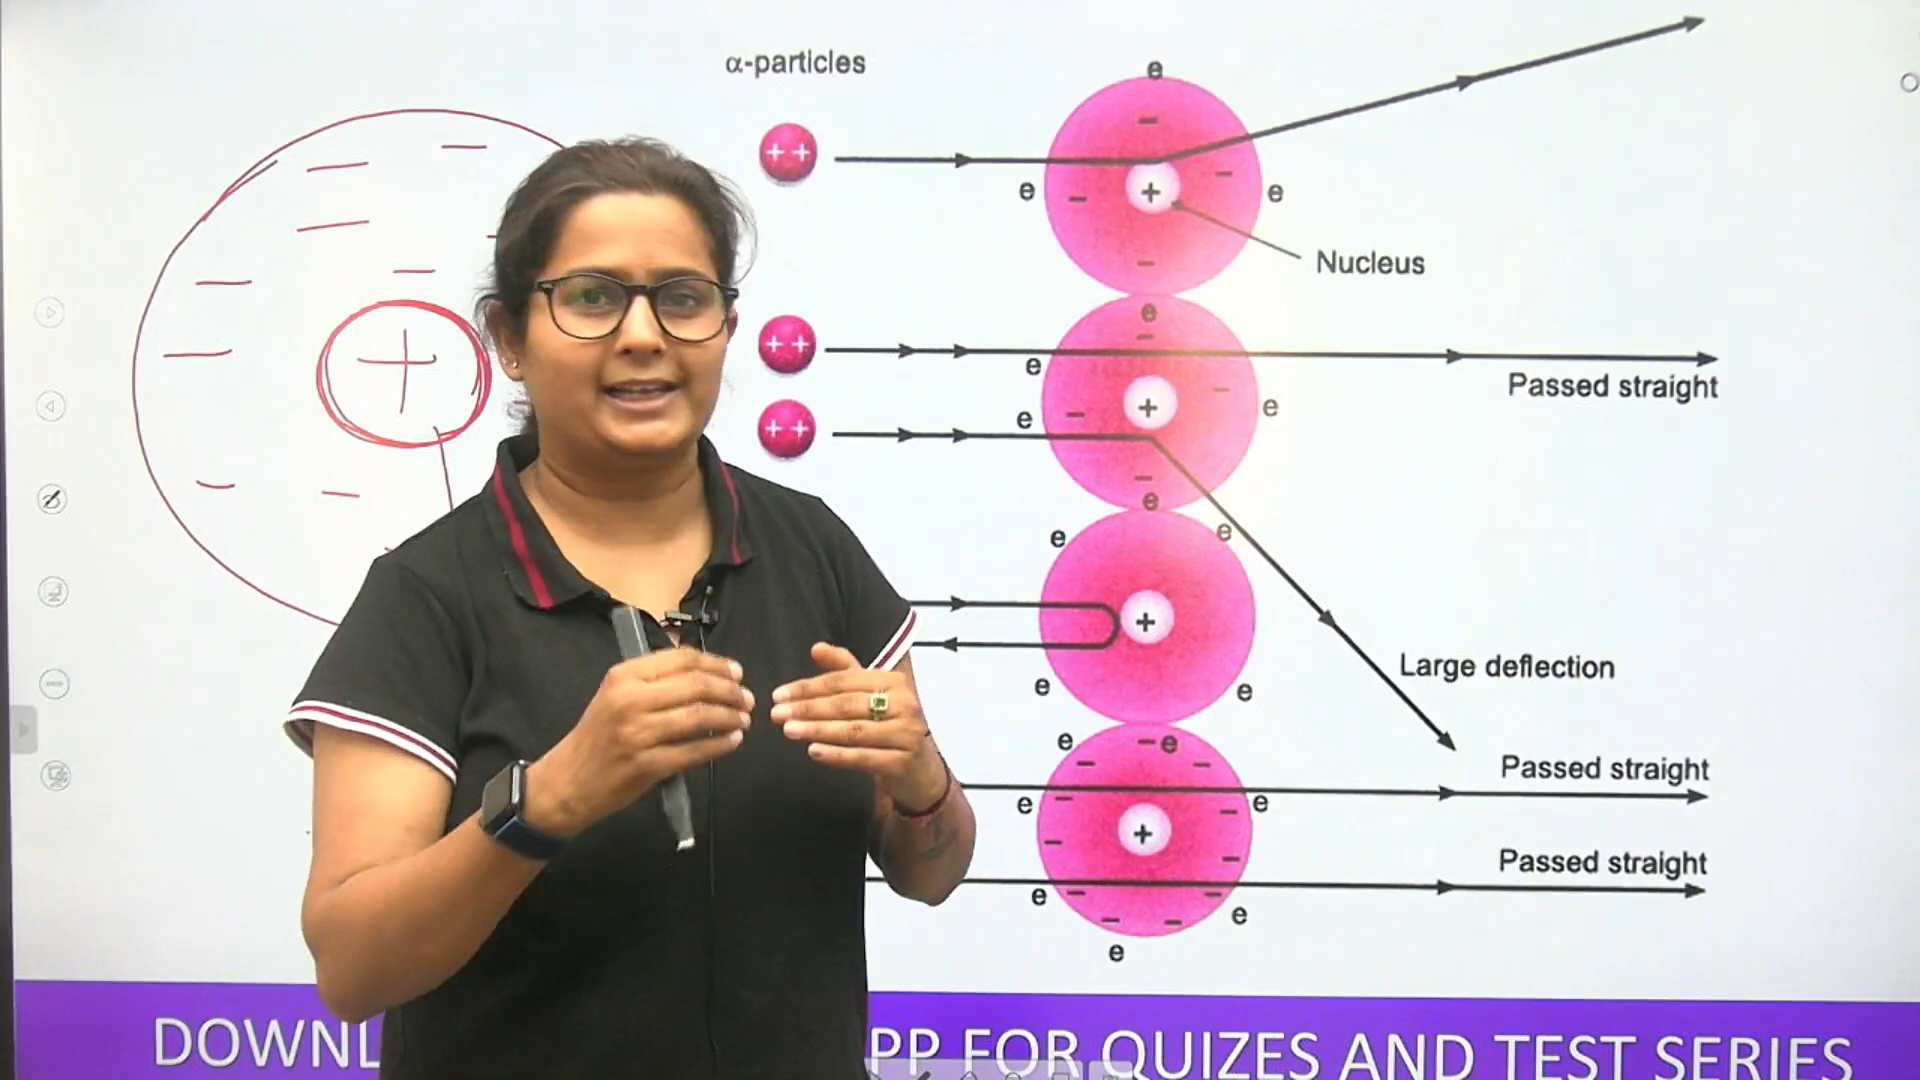 α-particles
e
−
++
e
−
+
−
e
Nucleus
−
e
−
++
e
Passed straight
−
++
e
−
+
e
−
e
e
e
+
Large deflection
e
e
e
− e
−
−
Passed straight
e
−
e
−
+
−
−
Passed straight
e
−
−
−
−
e
e
− −
−
−
−
−
+
− −
DOWNL PP FOR QUIZES AND TEST SERIES